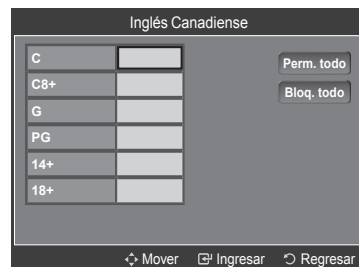 Inglés Canadiense
C
Perm. todo
C8+
Bloq. todo
G
PG
14+
18+
Mover Ingresar Regresar